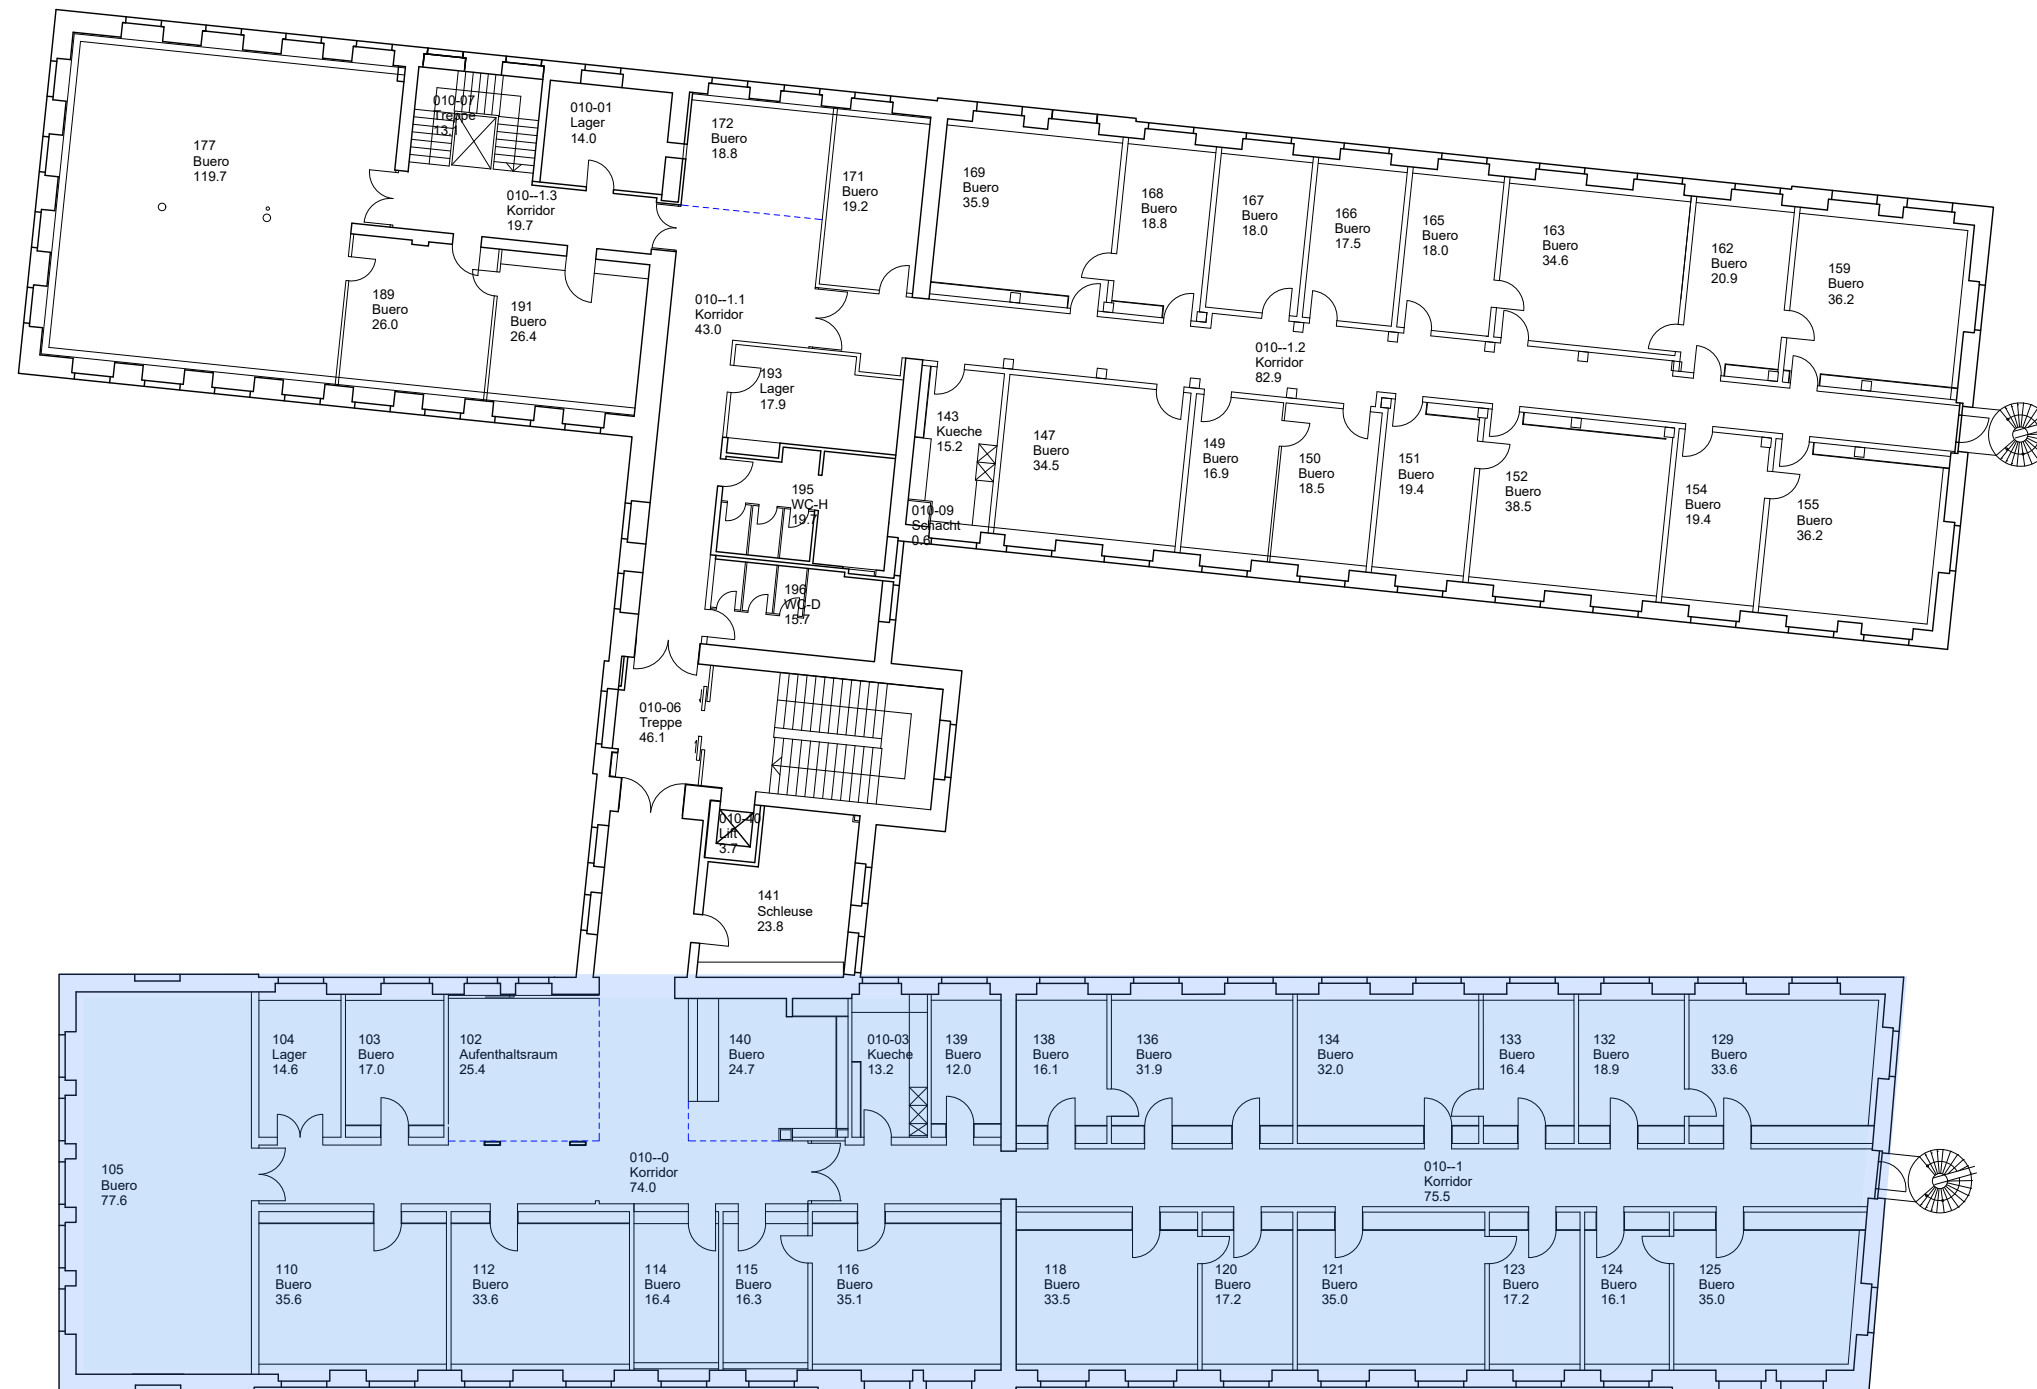 177
Buero
119.7
010-07
Treppe
13.1
010-01
Lager
14.0
010--1.3
Korridor
19.7
172
Buero
18.8
171
Buero
19.2
169
Buero
35.9
168
Buero
18.8
167
Buero
18.0
166
Buero
17.5
165
Buero
18.0
163
Buero
34.6
162
Buero
20.9
159
Buero
36.2
189
Buero
26.0
191
Buero
26.4
010--1.1
Korridor
43.0
010--1.2
Korridor
82.9
193
Lager
17.9
143
Kueche
15.2
147
Buero
34.5
149
Buero
16.9
150
Buero
18.5
151
Buero
19.4
152
Buero
38.5
154
Buero
19.4
155
Buero
36.2
195
WC-H
19.7
010-09
Schacht
0.6
196
WC-D
15.7
010-06
Treppe
46.1
010-40
Lift
3.7
141
Schleuse
23.8
104
Lager
14.6
103
Buero
17.0
102
Aufenthaltsraum
25.4
140
Buero
24.7
010-03
Kueche
13.2
139
Buero
12.0
138
Buero
16.1
136
Buero
31.9
134
Buero
32.0
133
Buero
16.4
132
Buero
18.9
129
Buero
33.6
105
Buero
77.6
010--0
Korridor
74.0
010--1
Korridor
75.5
110
Buero
35.6
112
Buero
33.6
114
Buero
16.4
115
Buero
16.3
116
Buero
35.1
118
Buero
33.5
120
Buero
17.2
121
Buero
35.0
123
Buero
17.2
124
Buero
16.1
125
Buero
35.0